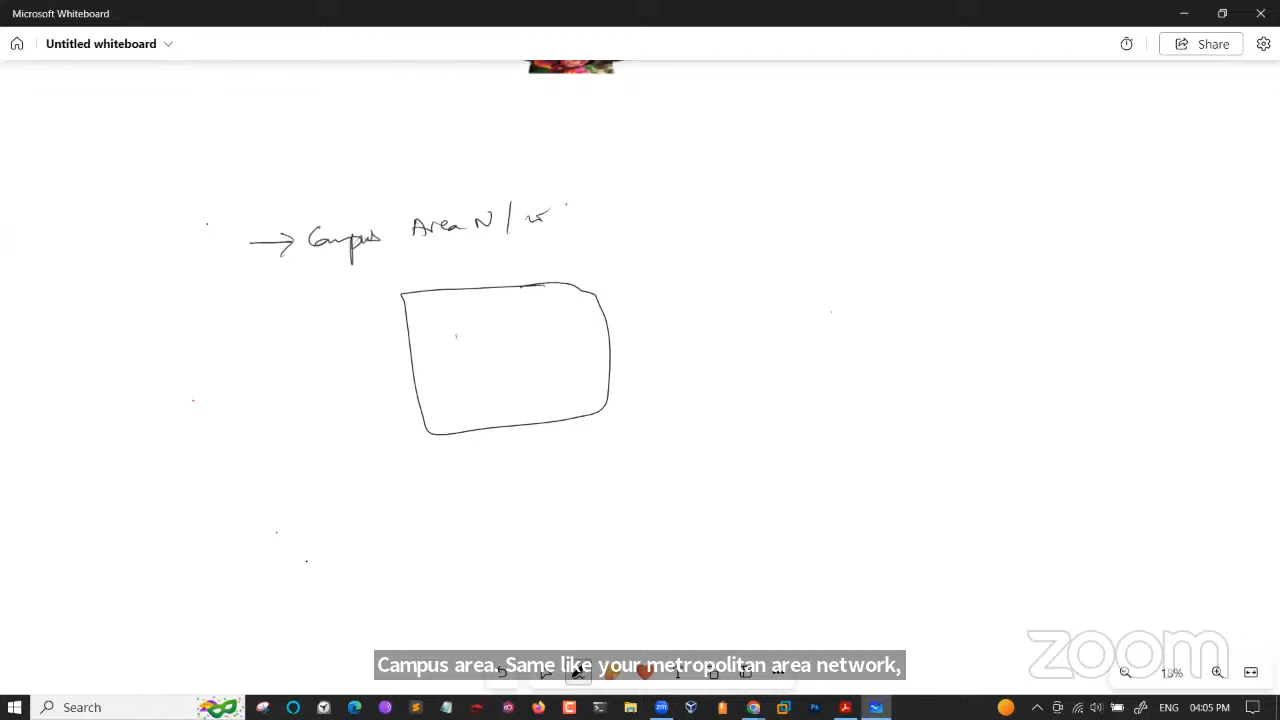 Microsoft Whiteboard
Untitled whiteboard
Share
→ Campus Area N/w
Campus area. Same like your metropolitan area network,
zoom
18%
Search
ENG
04:05 PM